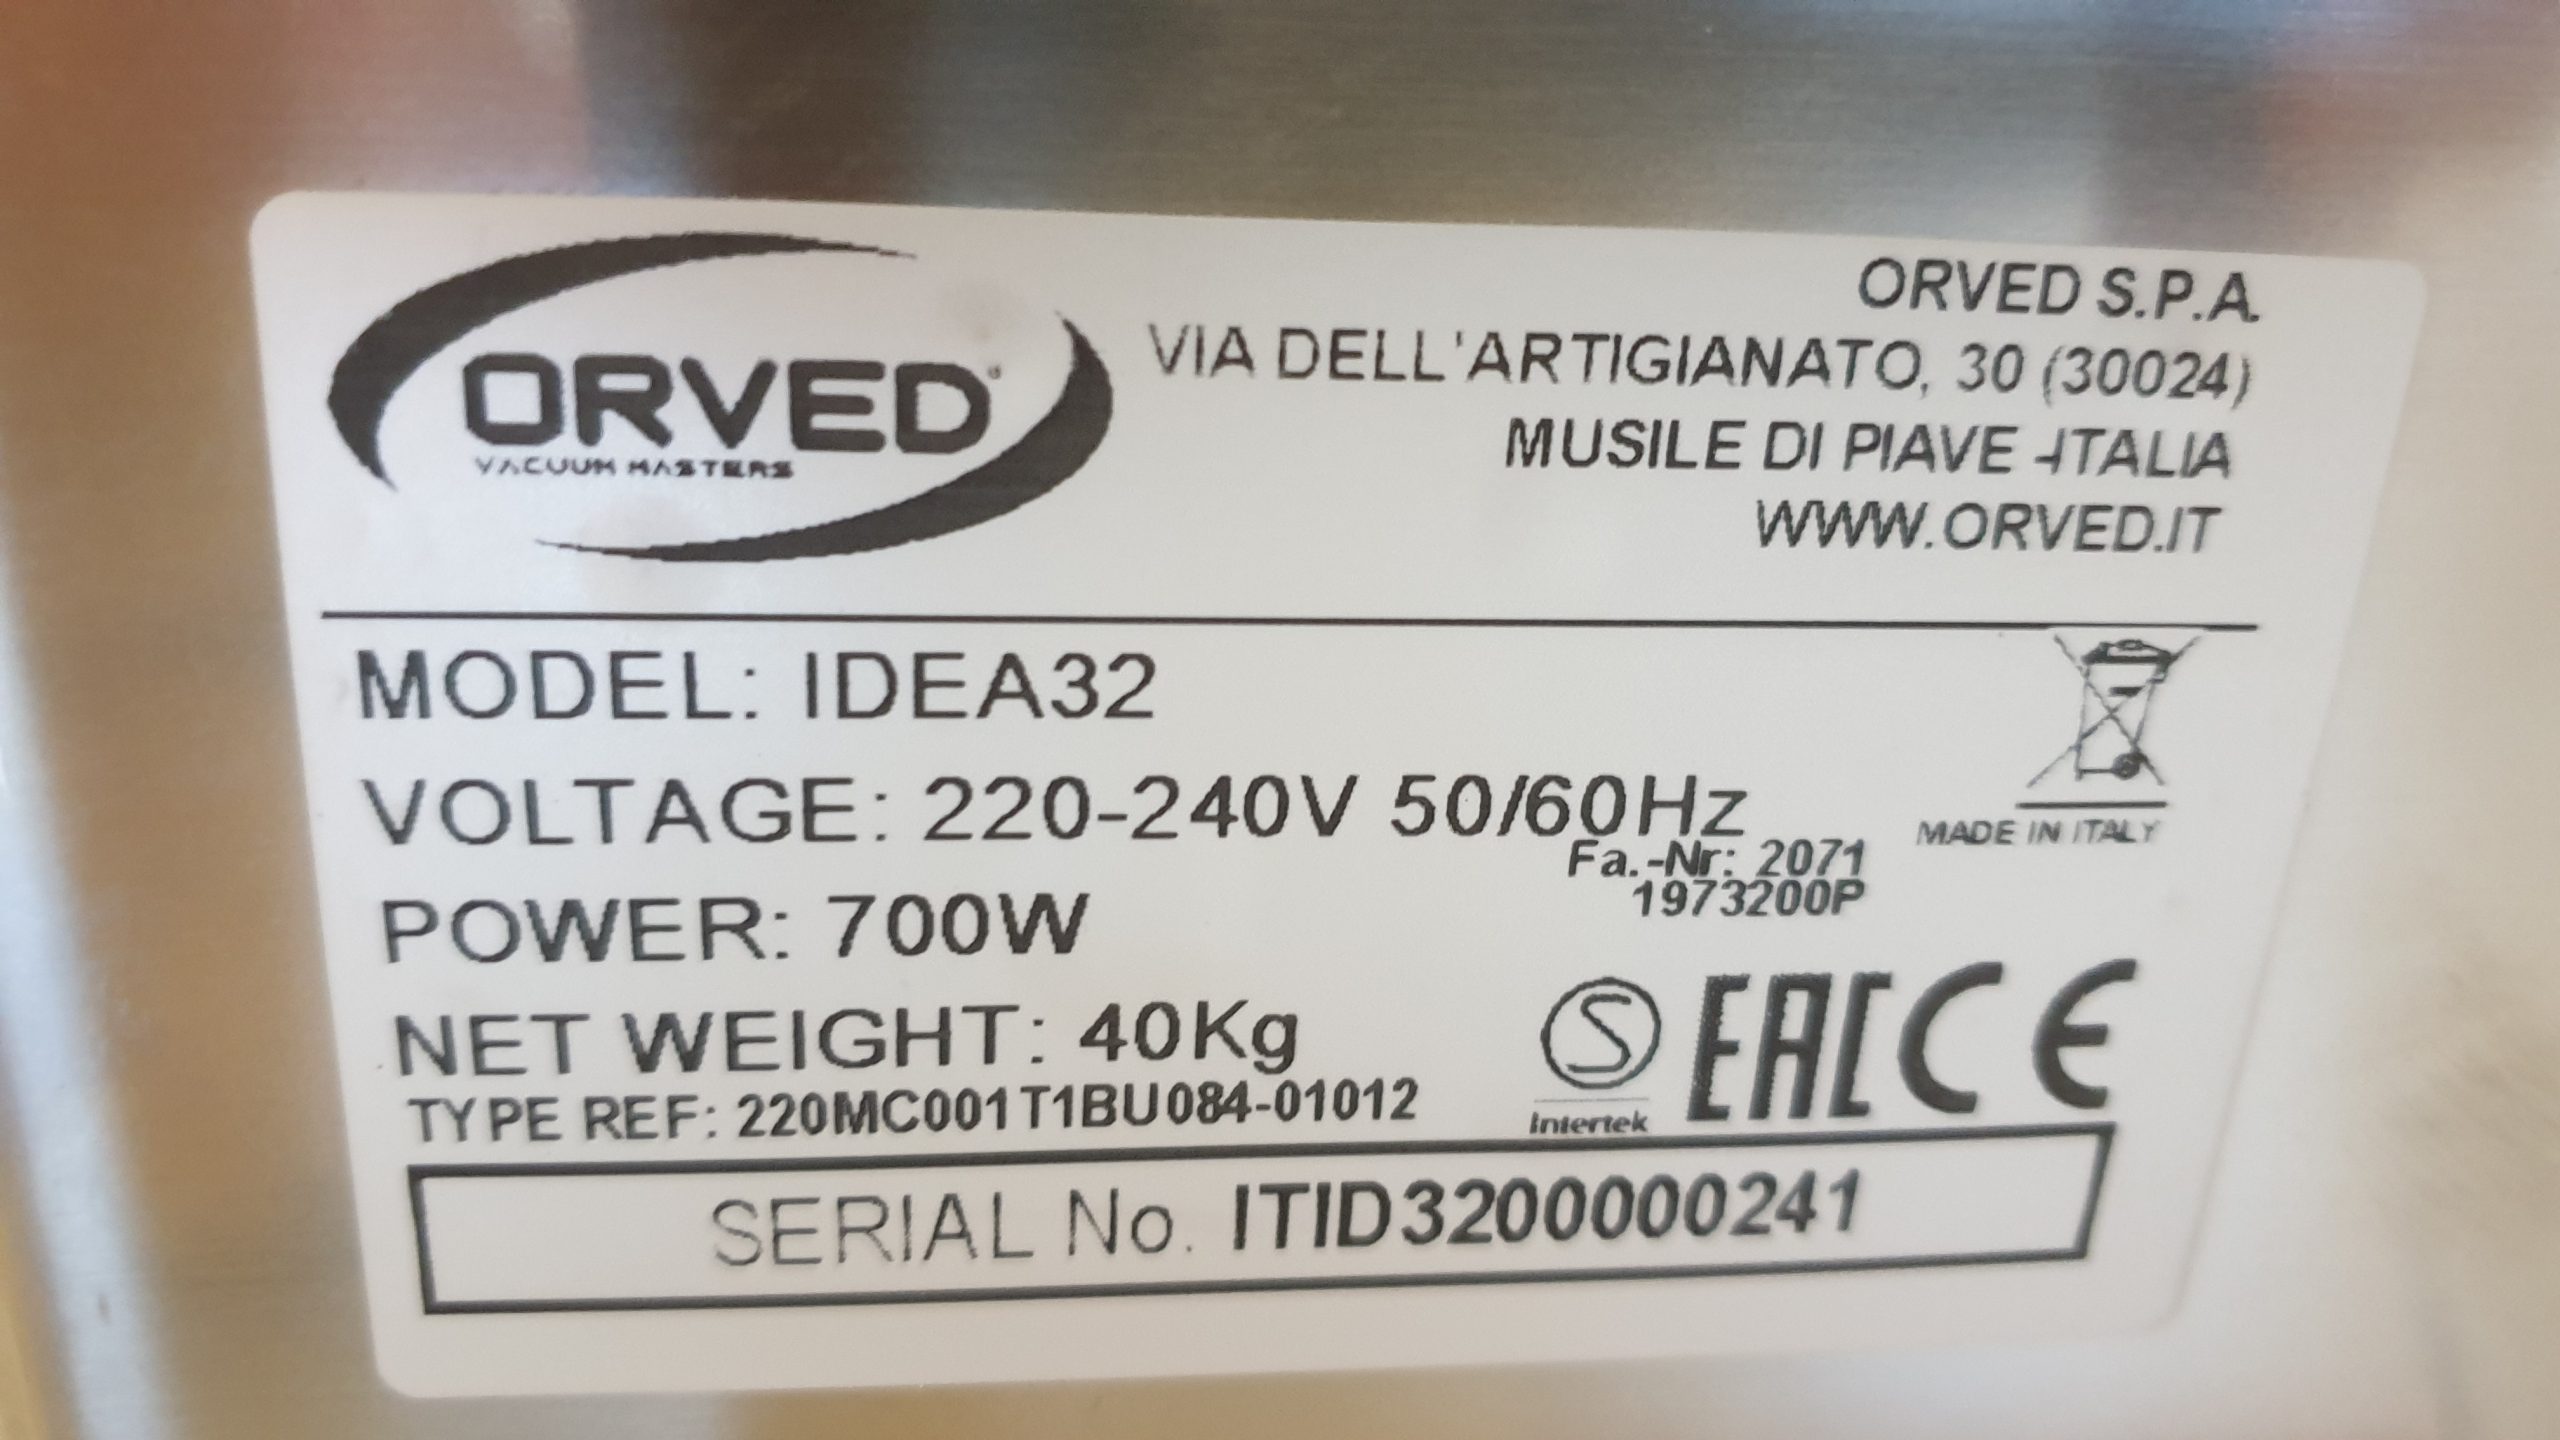 ORVED
VACUUM MASTERS
ORVED S.P.A.
VIA DELL'ARTIGIANATO, 30 (30024)
MUSILE DI PIAVE -ITALIA
WWW.ORVED.IT
MODEL: IDEA32
VOLTAGE: 220-240V 50/60Hz
MADE IN ITALY
Fa.-Nr: 2071
1973200P
POWER: 700W
NET WEIGHT: 40Kg
TYPE REF: 220MC001T1BU084-01012
S
Intertek
EAC CE
SERIAL No. ITID3200000241